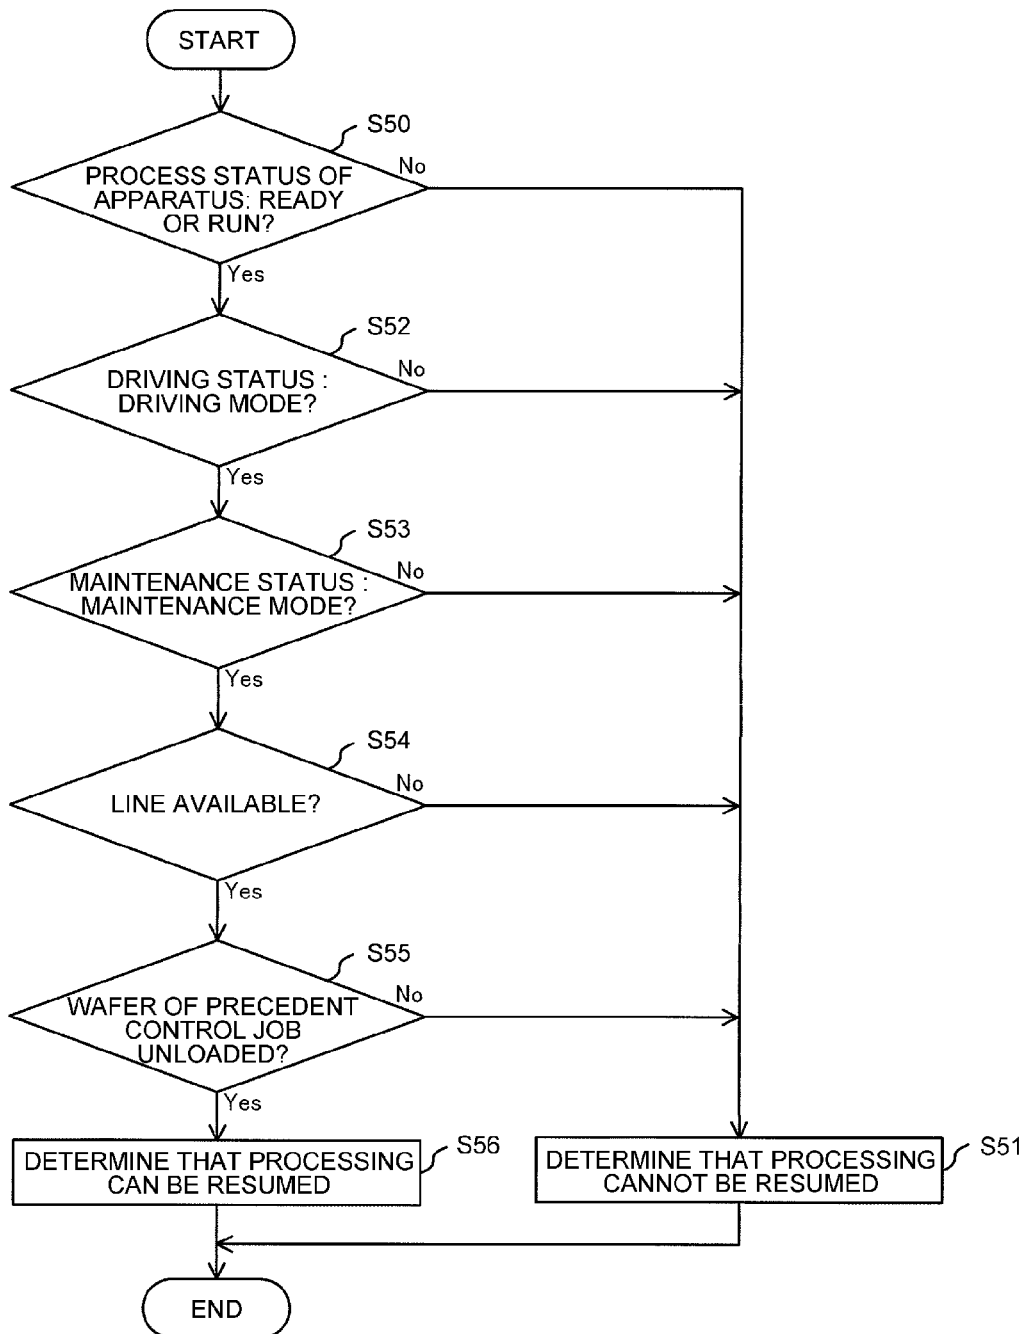 START
S50
PROCESS STATUS OF
APPARATUS: READY
OR RUN?
No
Yes
S52
DRIVING STATUS :
DRIVING MODE?
No
Yes
S53
MAINTENANCE STATUS :
MAINTENANCE MODE?
No
Yes
S54
LINE AVAILABLE?
No
Yes
S55
WAFER OF PRECEDENT
CONTROL JOB
UNLOADED?
No
Yes
S56
DETERMINE THAT PROCESSING
CAN BE RESUMED
S51
DETERMINE THAT PROCESSING
CANNOT BE RESUMED
END